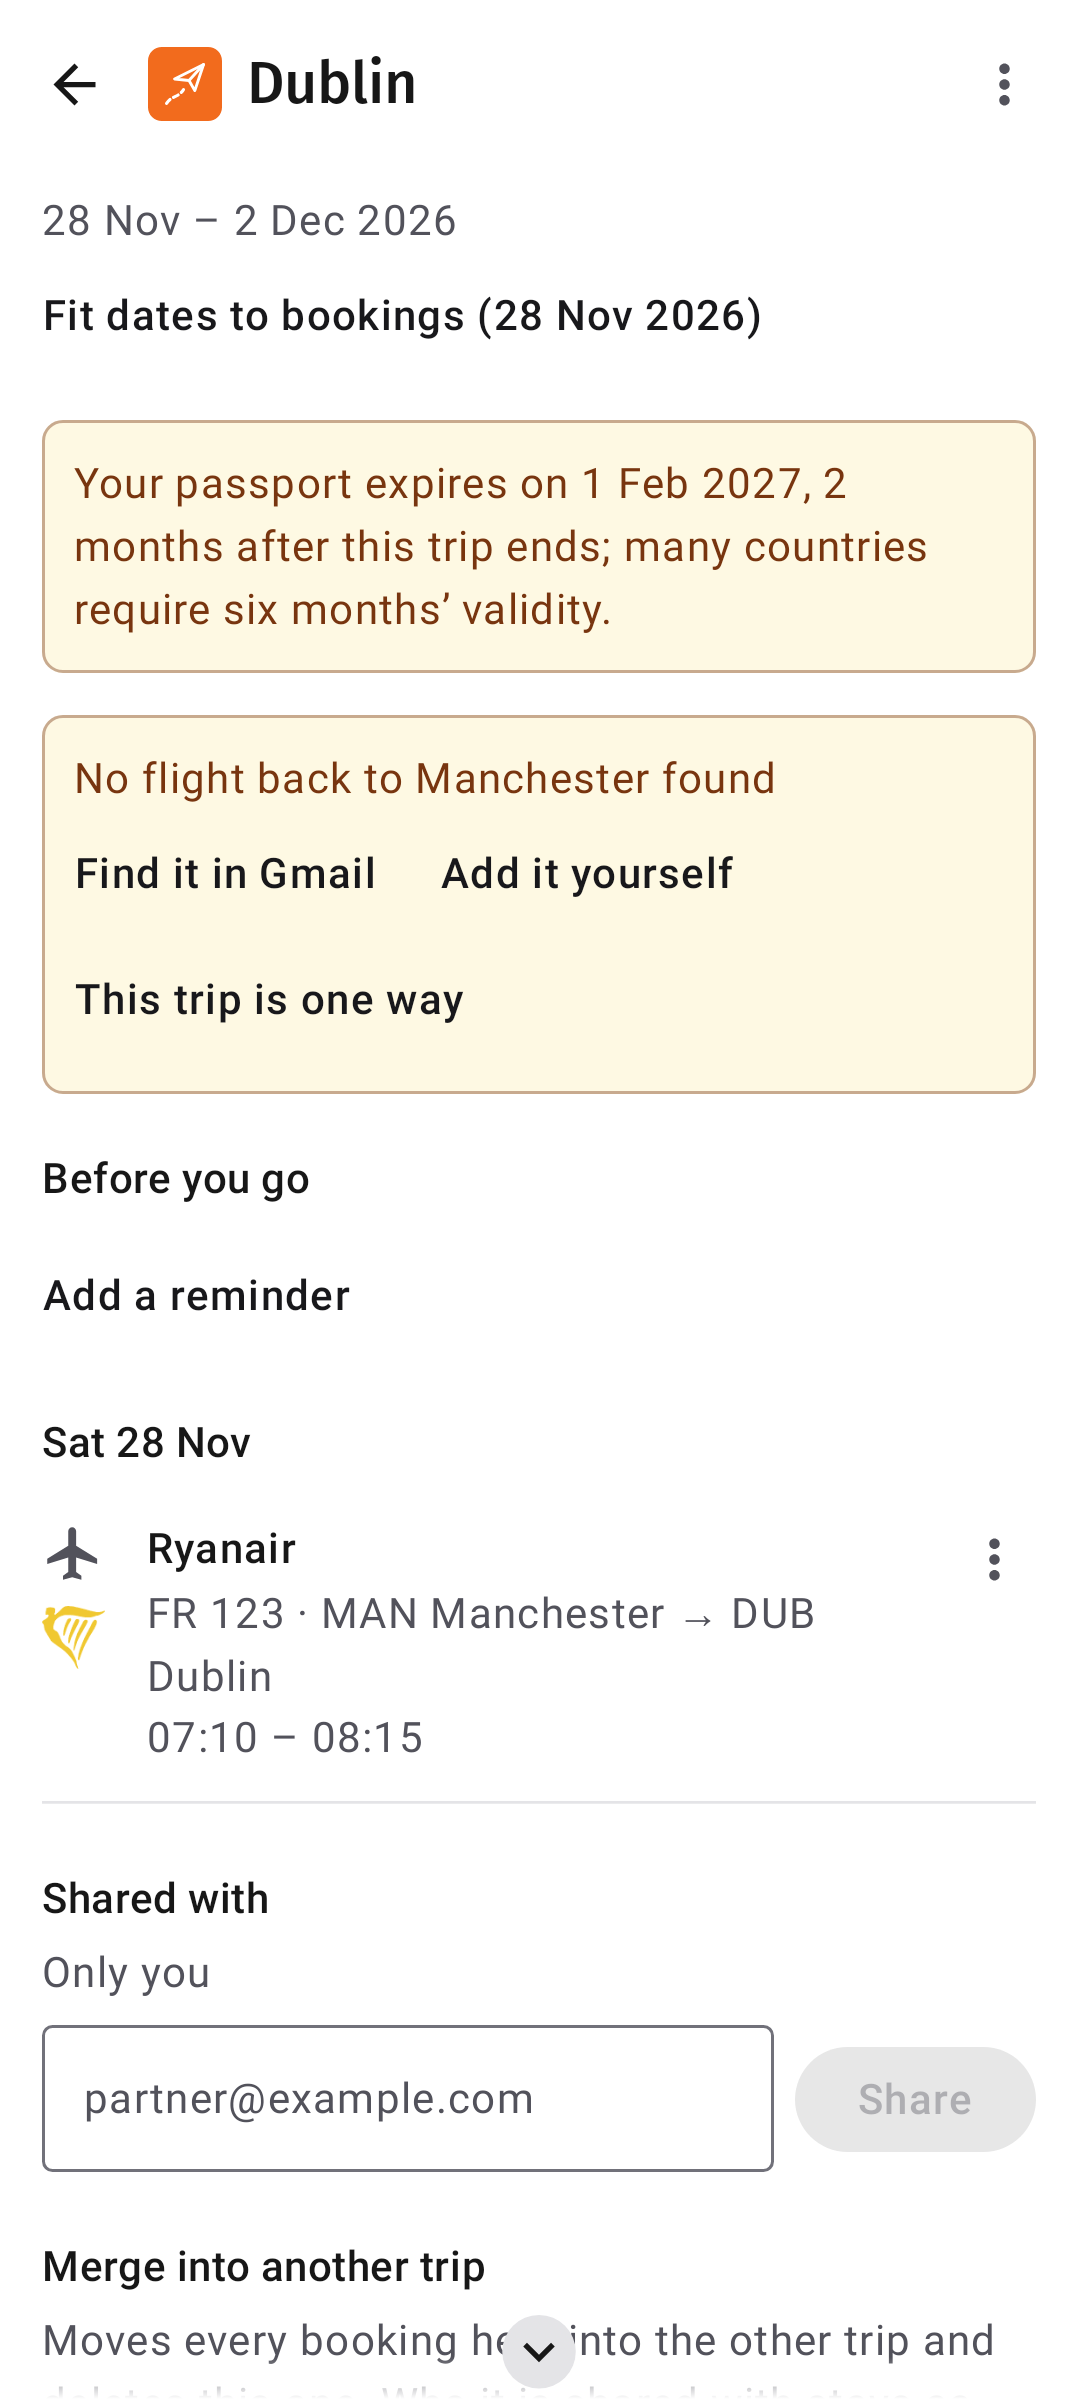 Dublin
28 Nov – 2 Dec 2026
Fit dates to bookings (28 Nov 2026)
Your passport expires on 1 Feb 2027, 2
months after this trip ends; many countries
require six months’ validity.
No flight back to Manchester found
Find it in Gmail
Add it yourself
This trip is one way
Before you go
Add a reminder
Sat 28 Nov
Ryanair
FR 123 · MAN Manchester → DUB
Dublin
07:10 – 08:15
Shared with
Only you
partner@example.com
Share
Merge into another trip
Moves every booking into the other trip and